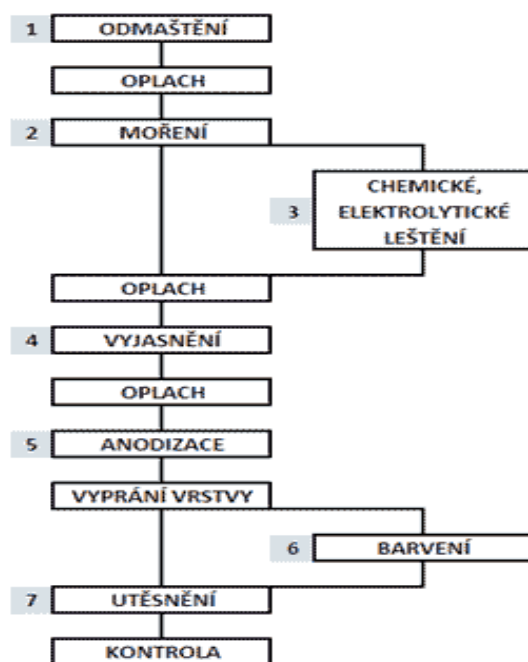 1 ODMAŠTĚNÍ
OPLACH
2 MOŘENÍ
3 CHEMICKÉ,
ELEKTROLYTICKÉ
LEŠTĚNÍ
OPLACH
4 VYJASNĚNÍ
OPLACH
5 ANODIZACE
VYPRÁNÍ VRSTVY
6 BARVENÍ
7 UTĚSNĚNÍ
KONTROLA